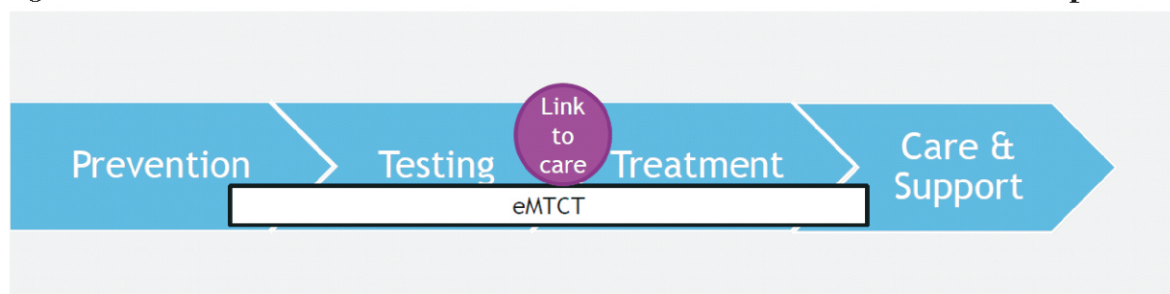 Prevention
Testing
Link
to
care
Treatment
Care &
Support
eMTCT